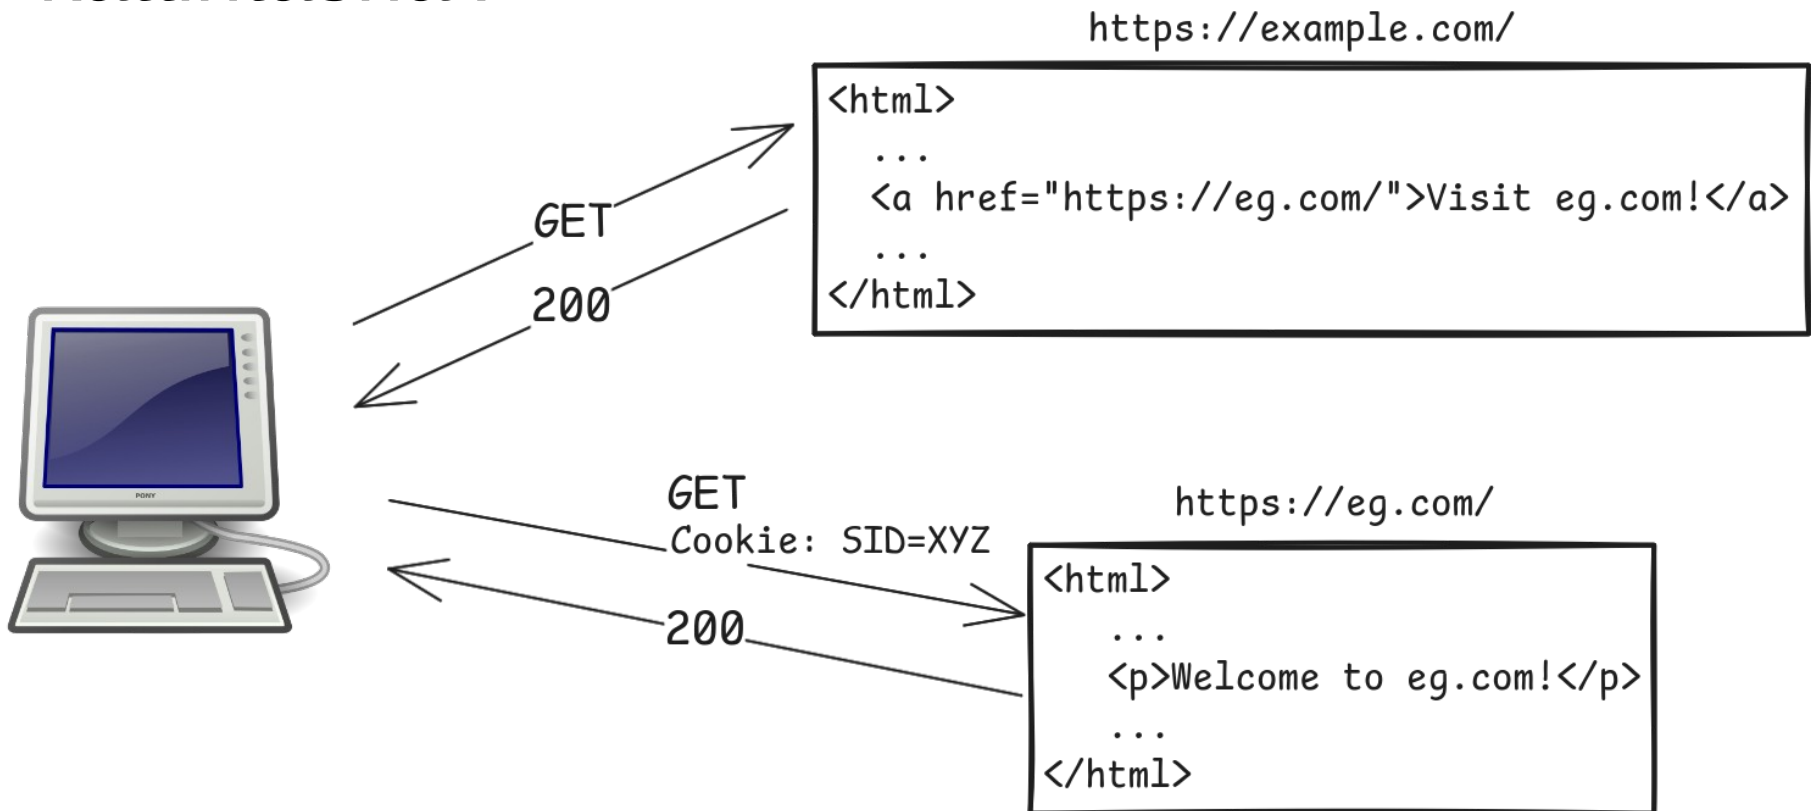 https://example.com/
<html>
...
<a href="https://eg.com/">Visit eg.com!</a>
...
</html>
GET
200
PONY
GET
Cookie: SID=XYZ
200
https://eg.com/
<html>
...
<p>Welcome to eg.com!</p>
...
</html>